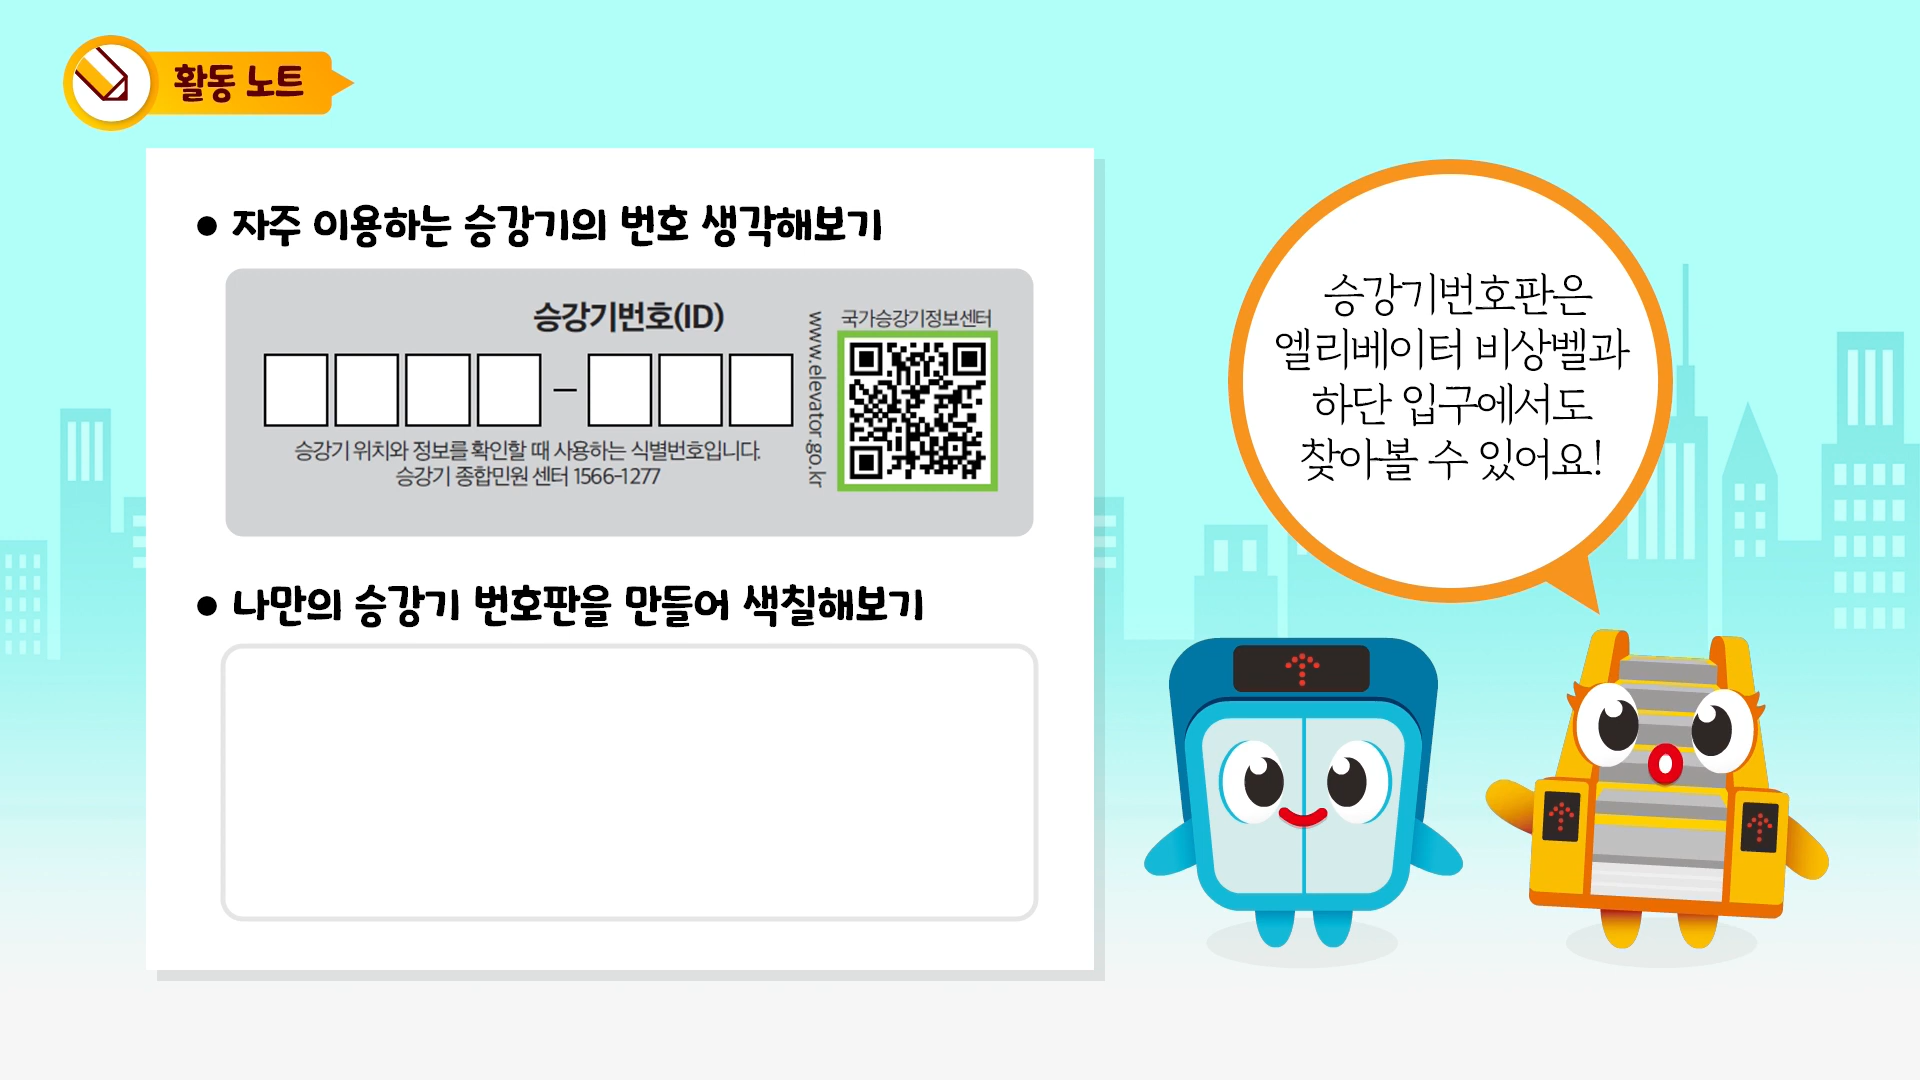 활동 노트
● 자주 이용하는 승강기의 번호 생각해보기
승강기번호(ID)
–
승강기 위치와 정보를 확인할 때 사용하는 식별번호입니다.
승강기 종합민원 센터 1566-1277
www.elevator.go.kr
국가승강기정보센터
● 나만의 승강기 번호판을 만들어 색칠해보기
승강기번호판은
엘리베이터 비상벨과
하단 입구에서도
찾아볼 수 있어요!